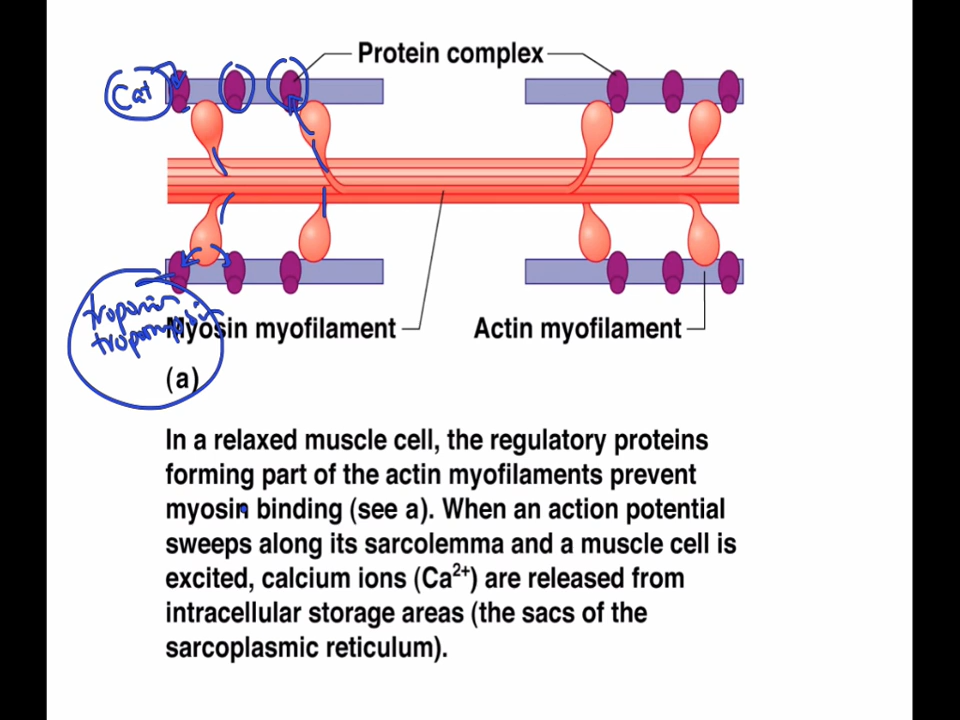 Protein complex
Ca+
troponin
tropomyosin
Myosin myofilament
Actin myofilament
(a)
In a relaxed muscle cell, the regulatory proteins
forming part of the actin myofilaments prevent
myosin binding (see a). When an action potential
sweeps along its sarcolemma and a muscle cell is
excited, calcium ions (Ca²⁺) are released from
intracellular storage areas (the sacs of the
sarcoplasmic reticulum).